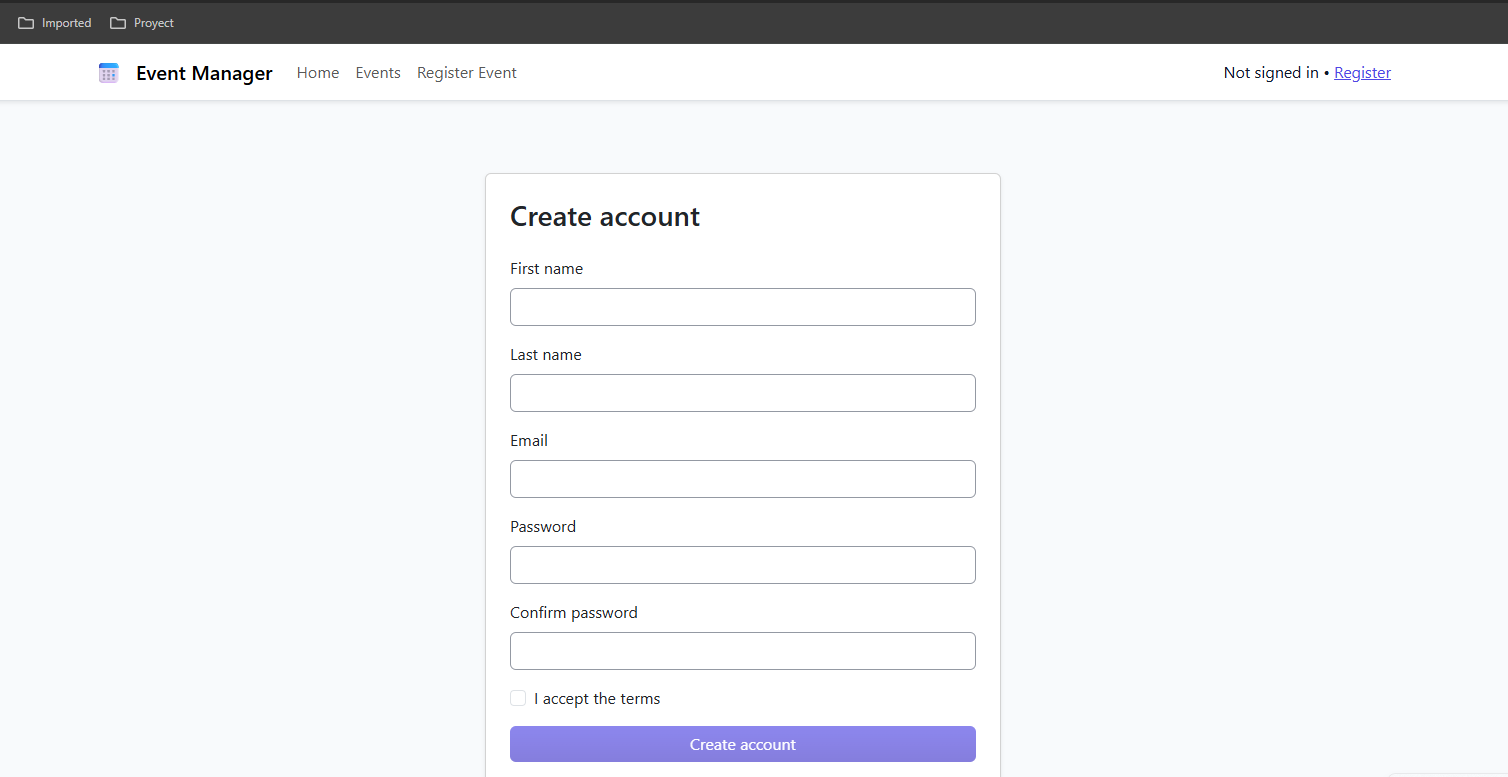 Imported Proyect
Event Manager Home Events Register Event Not signed in • Register
Create account
First name
Last name
Email
Password
Confirm password
I accept the terms
Create account